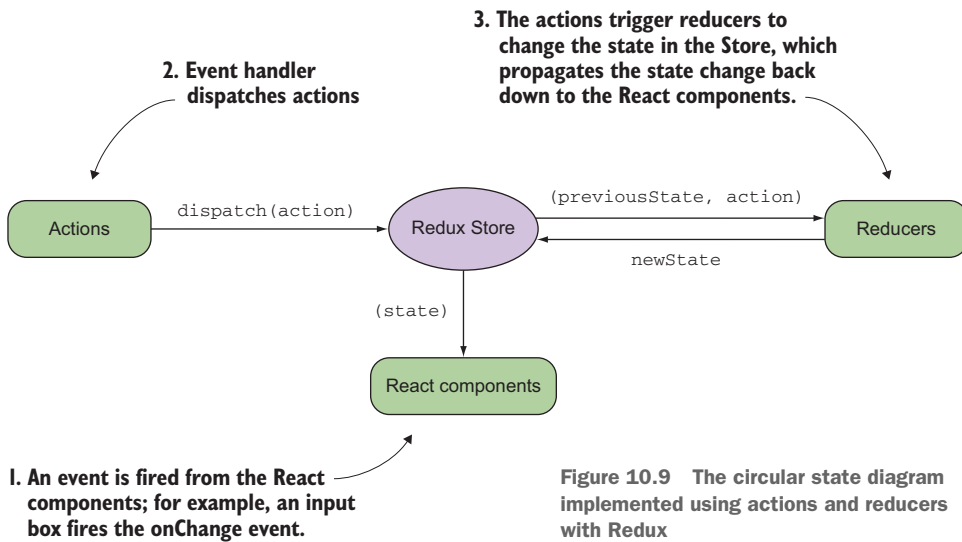 3. The actions trigger reducers to
change the state in the Store, which
propagates the state change back
down to the React components.
2. Event handler
dispatches actions
Actions
dispatch(action)
Redux Store
(previousState, action)
newState
Reducers
(state)
React components
1. An event is fired from the React
components; for example, an input
box fires the onChange event.
Figure 10.9 The circular state diagram
implemented using actions and reducers
with Redux